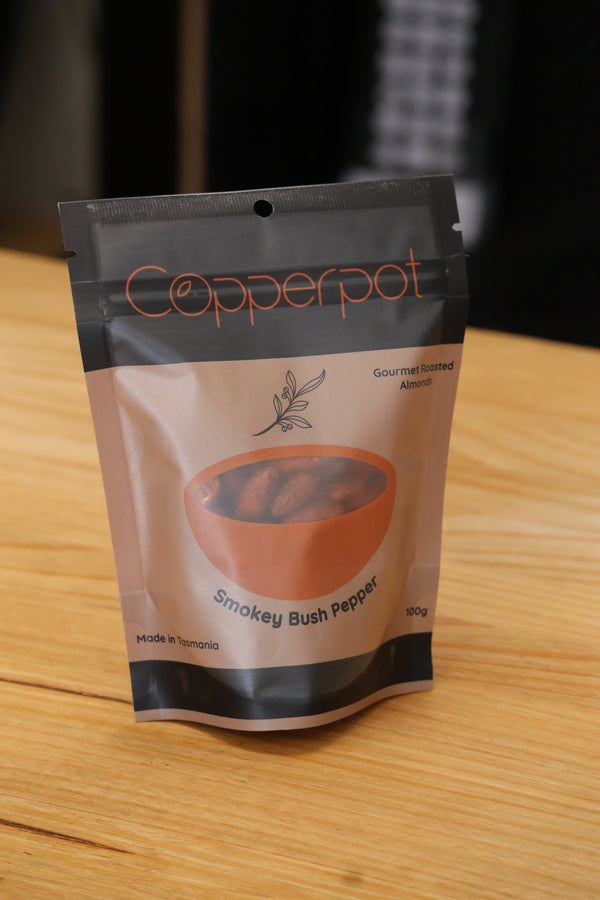 Copperpot
Gourmet Roasted
Almonds
Smokey Bush Pepper
100g
Made in Tasmania